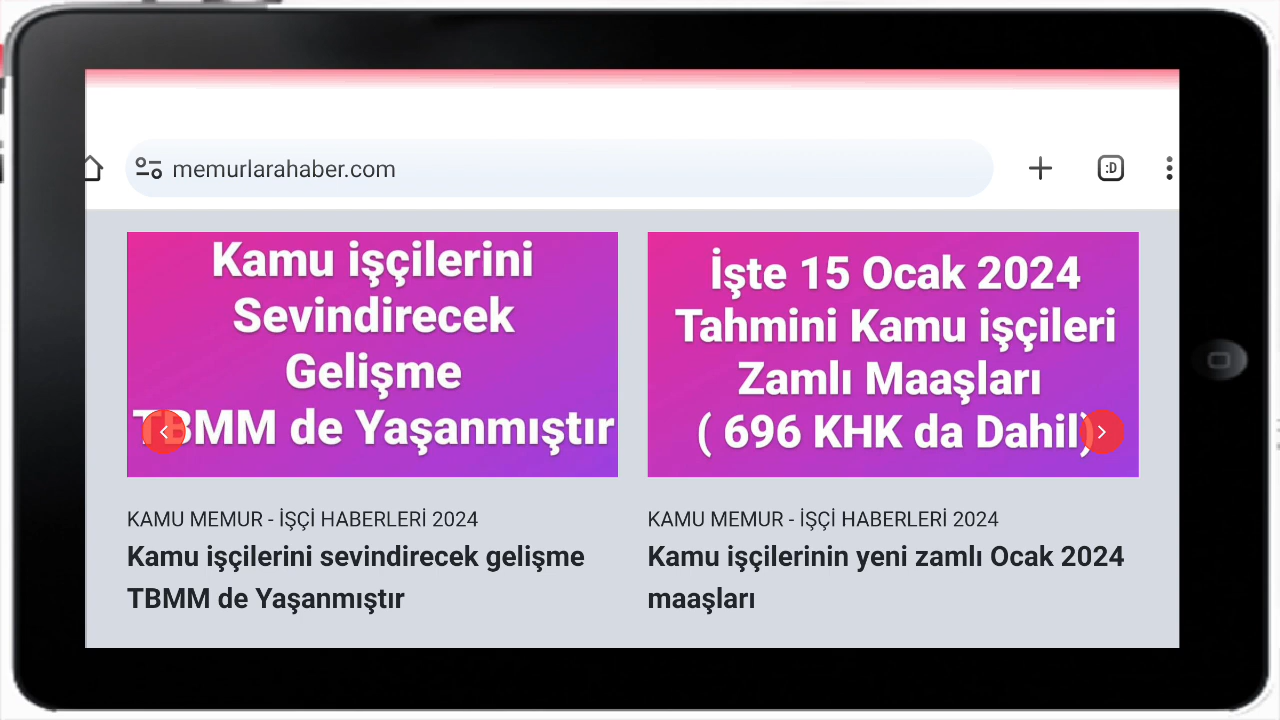 memurlarahaber.com
:D
Kamu işçilerini
Sevindirecek
Gelişme
TBMM de Yaşanmıştır
İşte 15 Ocak 2024
Tahmini Kamu işçileri
Zamlı Maaşları
( 696 KHK da Dahil)
KAMU MEMUR - İŞÇİ HABERLERİ 2024
Kamu işçilerini sevindirecek gelişme
TBMM de Yaşanmıştır
KAMU MEMUR - İŞÇİ HABERLERİ 2024
Kamu işçilerinin yeni zamlı Ocak 2024
maaşları